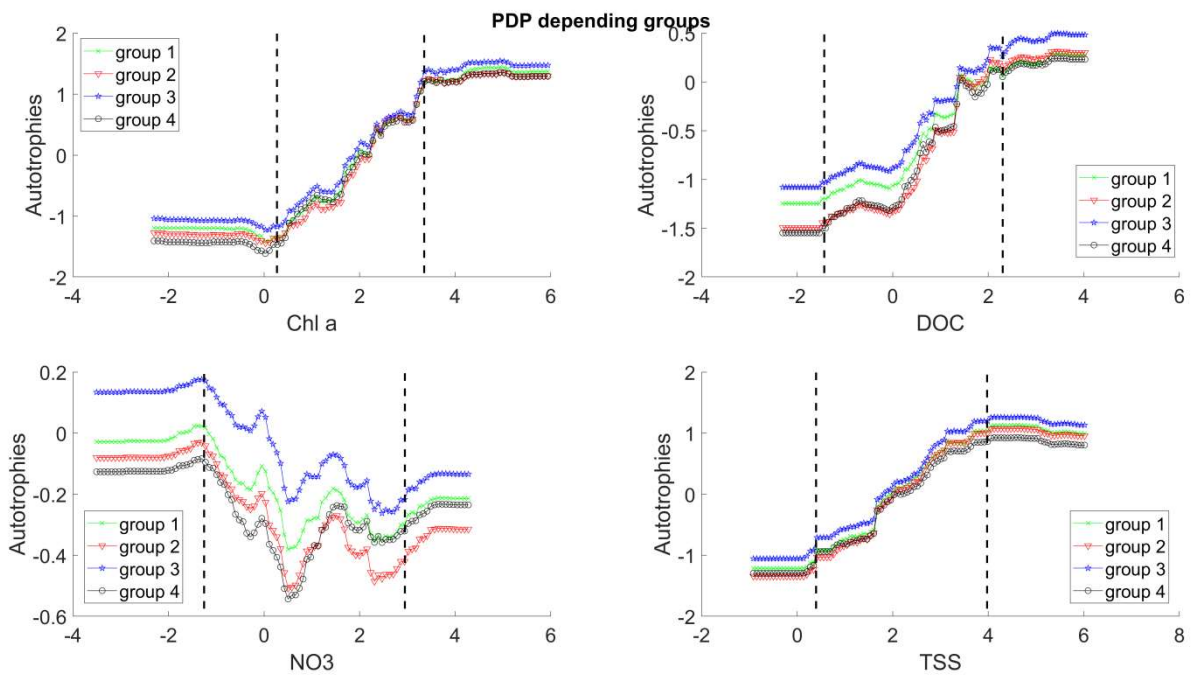 PDP depending groups
2
1
0
-1
-2
Autotrophies
group 1
group 2
group 3
group 4
-4
-2
0
2
4
6
Chl a
0.5
0
-0.5
-1
-1.5
-2
Autotrophies
group 1
group 2
group 3
group 4
-4
-2
0
2
4
6
DOC
0.2
0
-0.2
-0.4
-0.6
Autotrophies
group 1
group 2
group 3
group 4
-4
-2
0
2
4
6
NO3
2
1
0
-1
-2
Autotrophies
group 1
group 2
group 3
group 4
-2
0
2
4
6
8
TSS